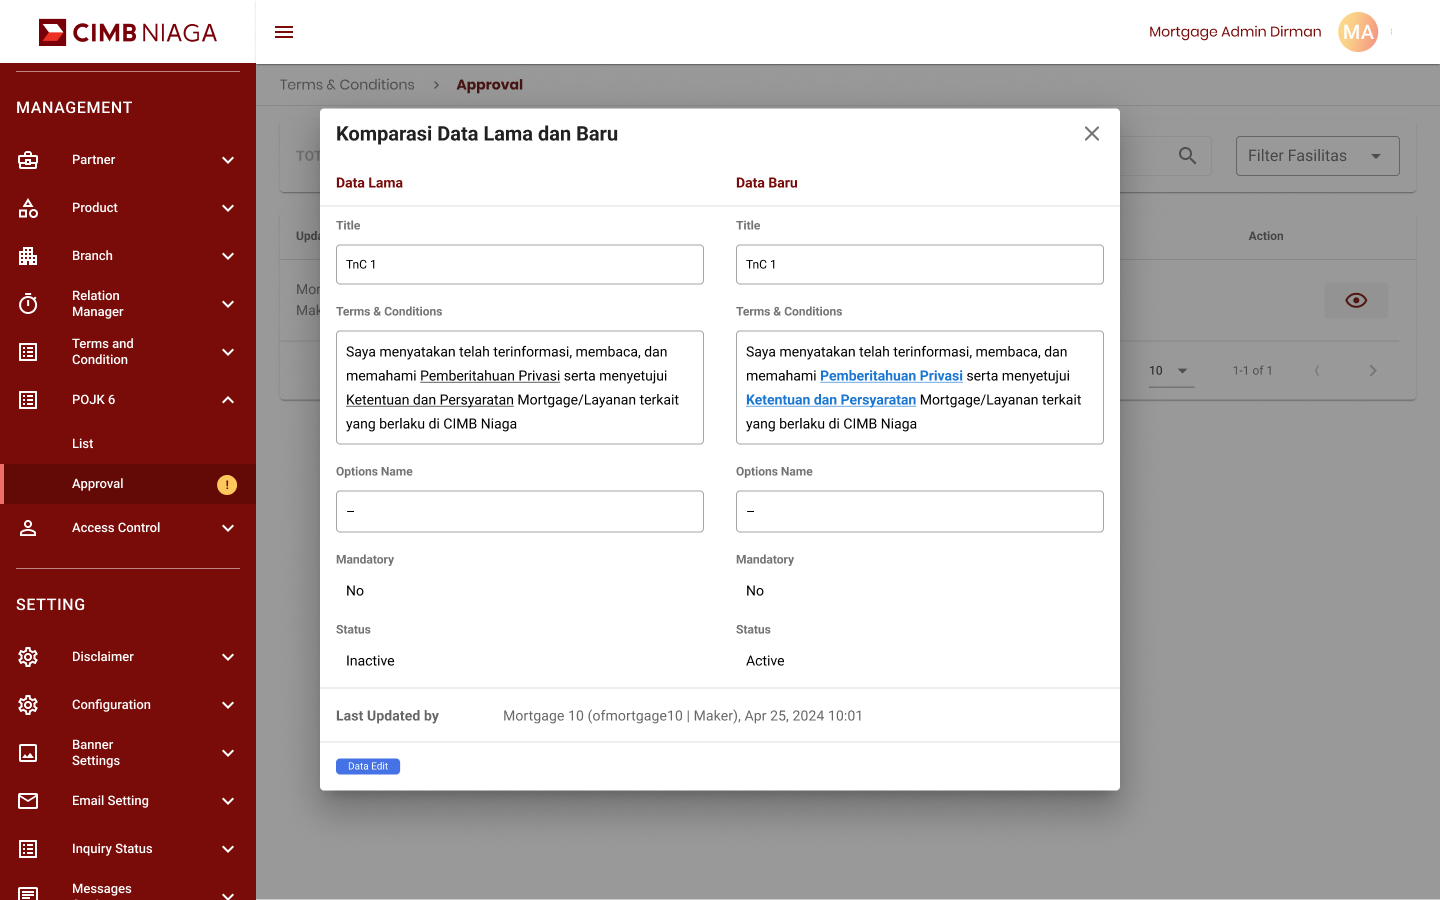 CIMB NIAGA
Mortgage Admin Dirman
MA
MANAGEMENT
Partner
Product
Branch
Relation
Manager
Terms and
Condition
POJK 6
List
Approval
!
Access Control
SETTING
Disclaimer
Configuration
Banner
Settings
Email Setting
Inquiry Status
Messages
Terms & Conditions > Approval
TOT
Filter Fasilitas
Upda
Action
Mor
Mak
10
1-1 of 1
Komparasi Data Lama dan Baru
Data Lama
Title
TnC 1
Terms & Conditions
Saya menyatakan telah terinformasi, membaca, dan
memahami Pemberitahuan Privasi serta menyetujui
Ketentuan dan Persyaratan Mortgage/Layanan terkait
yang berlaku di CIMB Niaga
Options Name
–
Mandatory
No
Status
Inactive
Data Baru
Title
TnC 1
Terms & Conditions
Saya menyatakan telah terinformasi, membaca, dan
memahami Pemberitahuan Privasi serta menyetujui
Ketentuan dan Persyaratan Mortgage/Layanan terkait
yang berlaku di CIMB Niaga
Options Name
–
Mandatory
No
Status
Active
Last Updated by
Mortgage 10 (ofmortgage10 | Maker), Apr 25, 2024 10:01
Data Edit